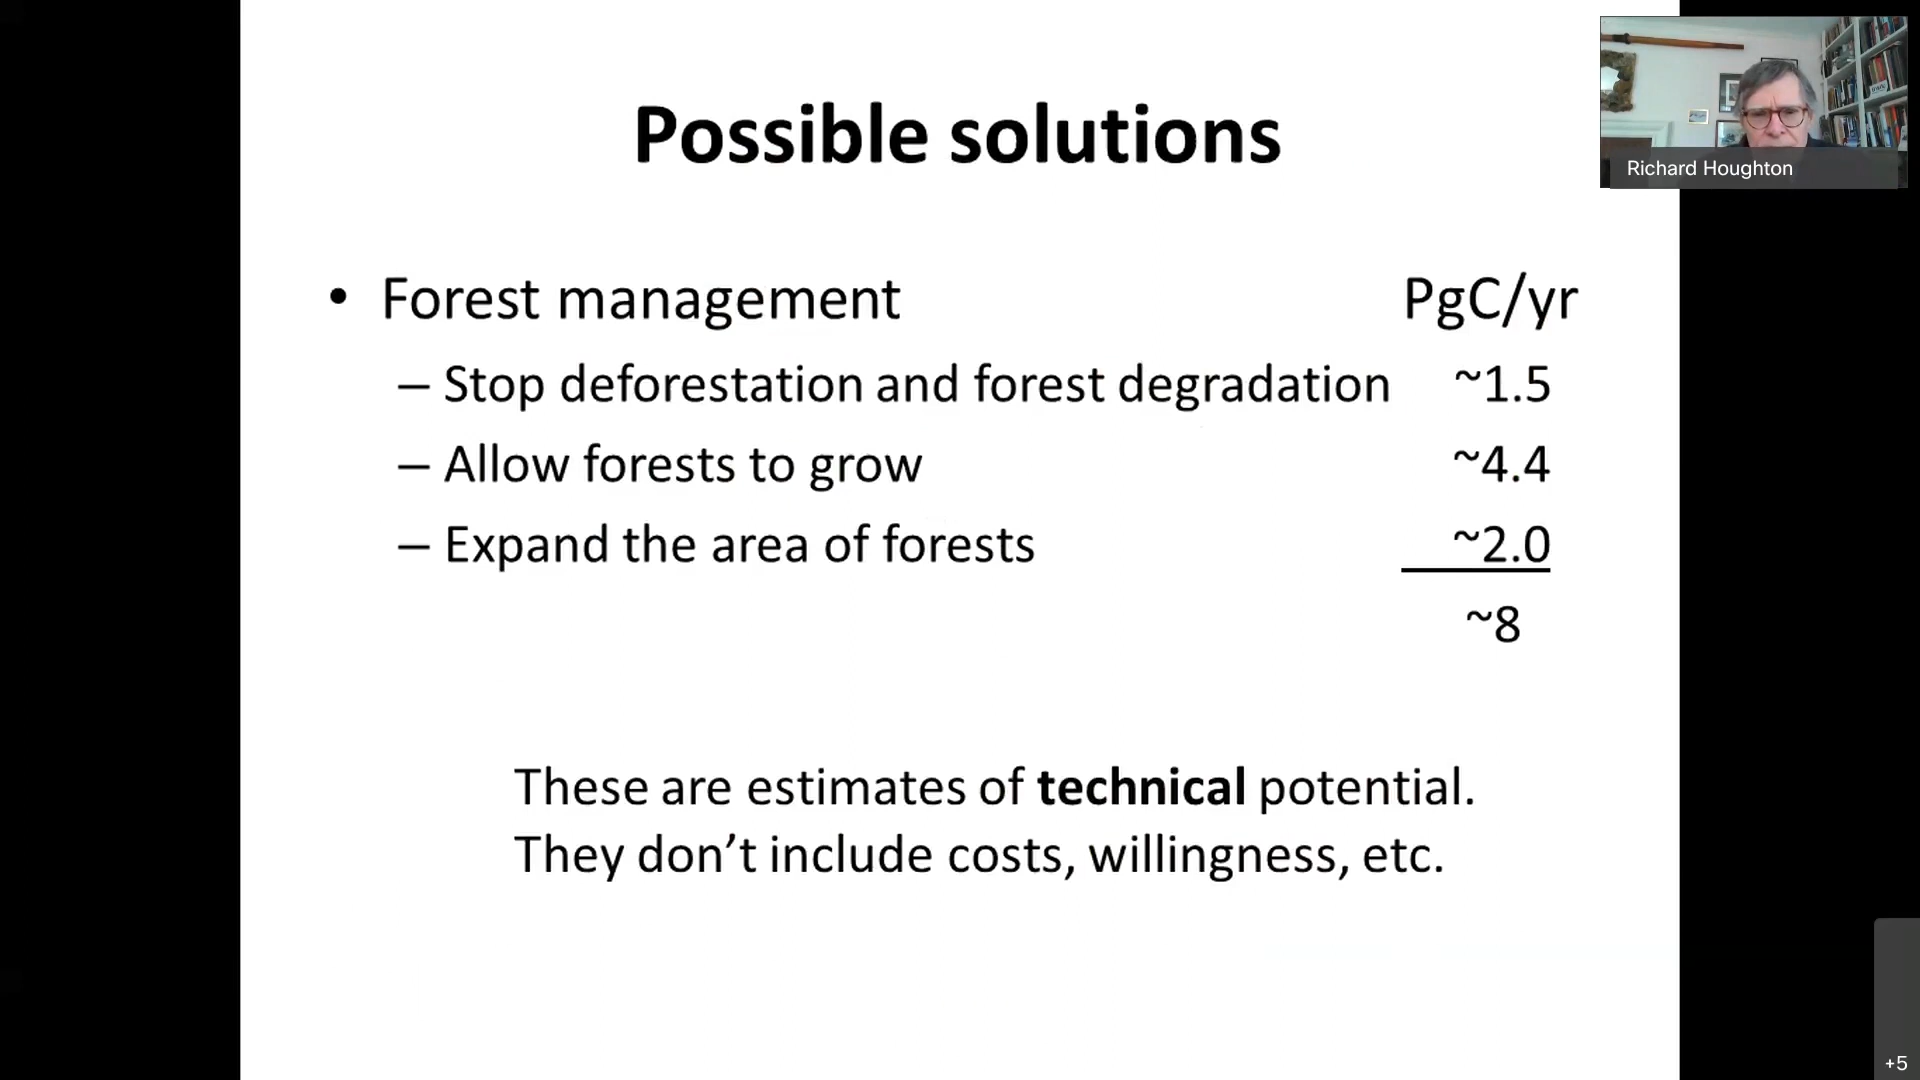 Possible solutions
Richard Houghton
• Forest management PgC/yr
– Stop deforestation and forest degradation ~1.5
– Allow forests to grow ~4.4
– Expand the area of forests ~2.0
~8
These are estimates of technical potential.
They don’t include costs, willingness, etc.
+5